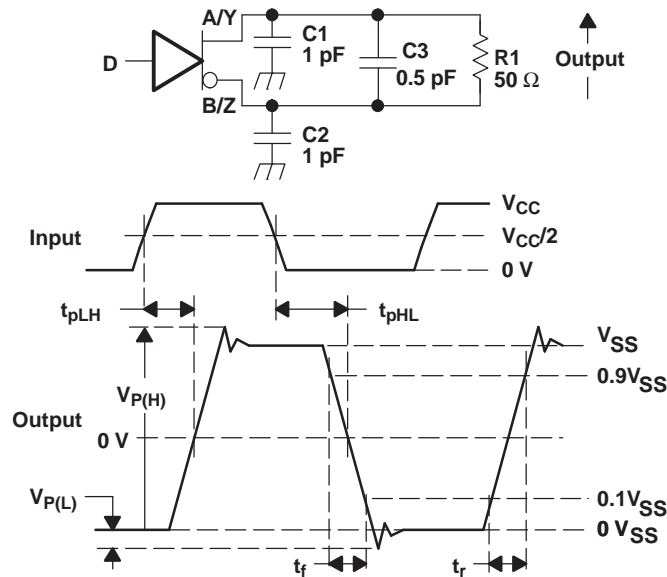 A/Y
C1
1 pF
C3
0.5 pF
R1
50 Ω
Output
D
B/Z
C2
1 pF
Input
VCC
VCC/2
0 V
tpLH
tpHL
VSS
0.9VSS
VP(H)
Output
0 V
VP(L)
0.1VSS
0 VSS
tf
tr